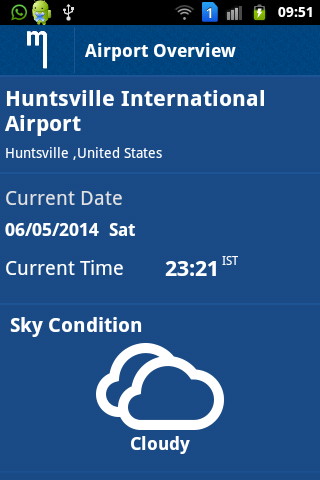 1 09:51
m Airport Overview
Huntsville International
Airport
Huntsville ,United States
Current Date
06/05/2014 Sat
Current Time 23:21 IST
Sky Condition
Cloudy